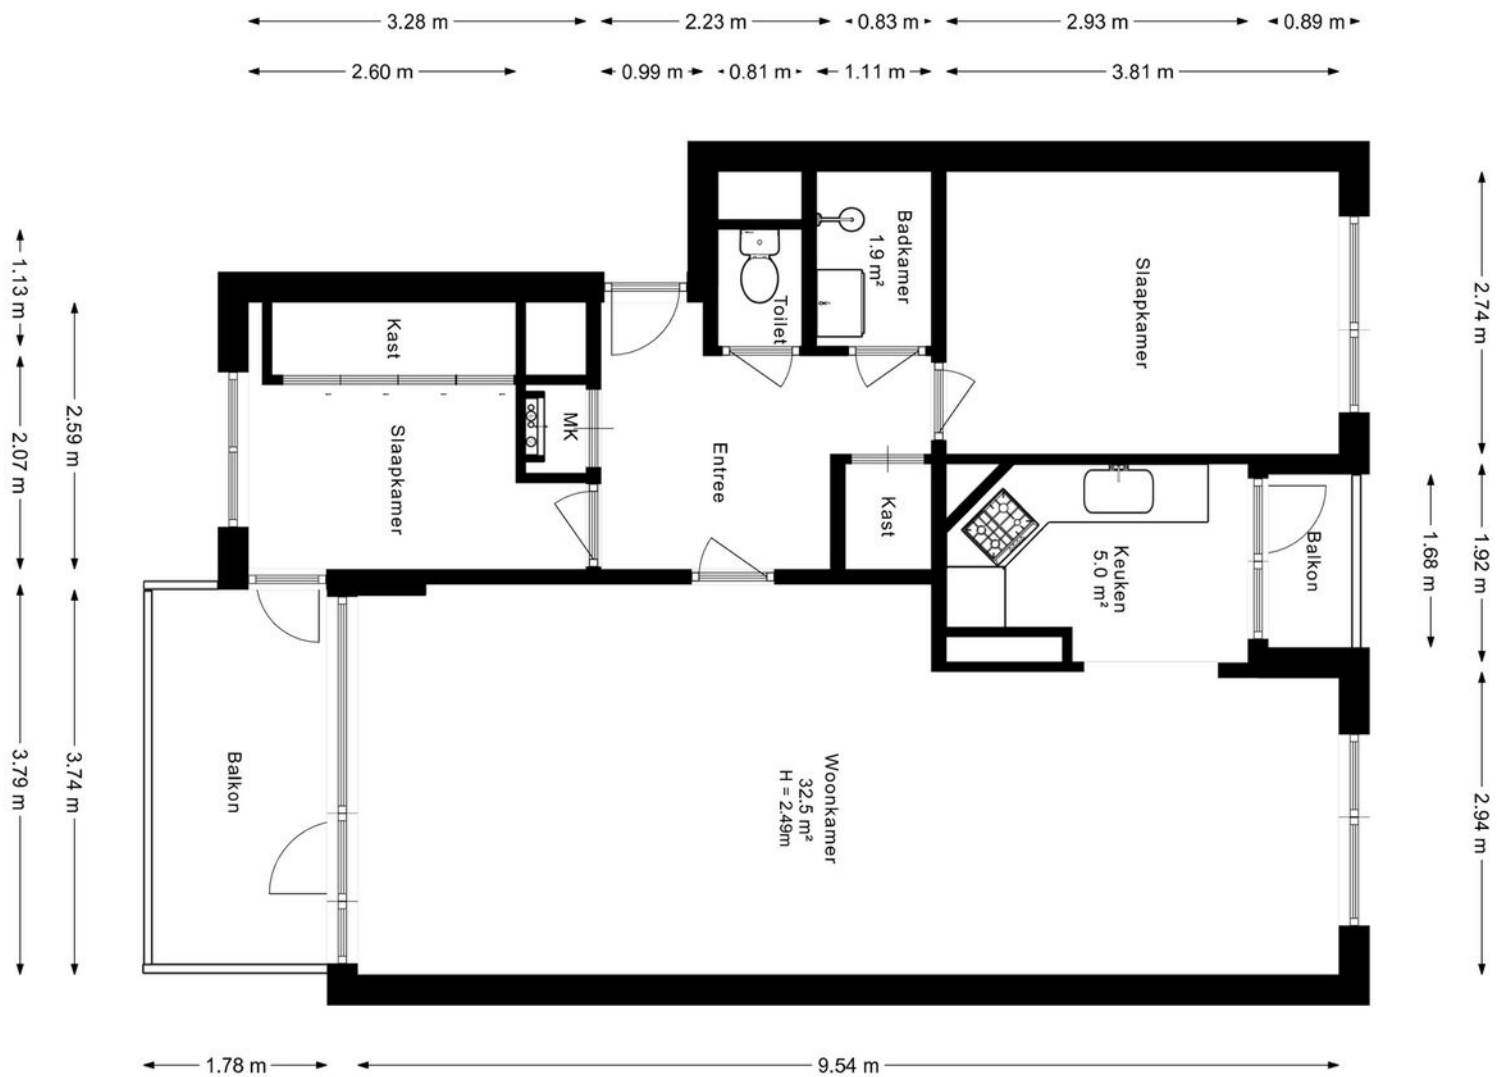 3.28 m
2.23 m
0.83 m
2.93 m
0.89 m
2.60 m
0.99 m
0.81 m
1.11 m
3.81 m
1.13 m
2.07 m
3.79 m
2.59 m
3.74 m
Kast
Slaapkamer
MK
Toilet
Badkamer
1.9 m²
Slaapkamer
Entree
Kast
Keuken
5.0 m²
Balkon
Balkon
Woonkamer
32.5 m²
H = 2.49m
1.68 m
2.74 m
1.92 m
2.94 m
1.78 m
9.54 m